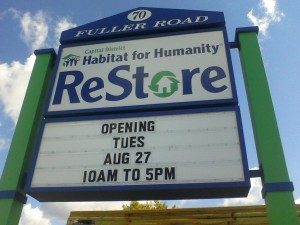 70
FULLER ROAD
Capital District
Habitat for Humanity
ReStore
OPENING
TUES
AUG 27
10AM TO 5PM